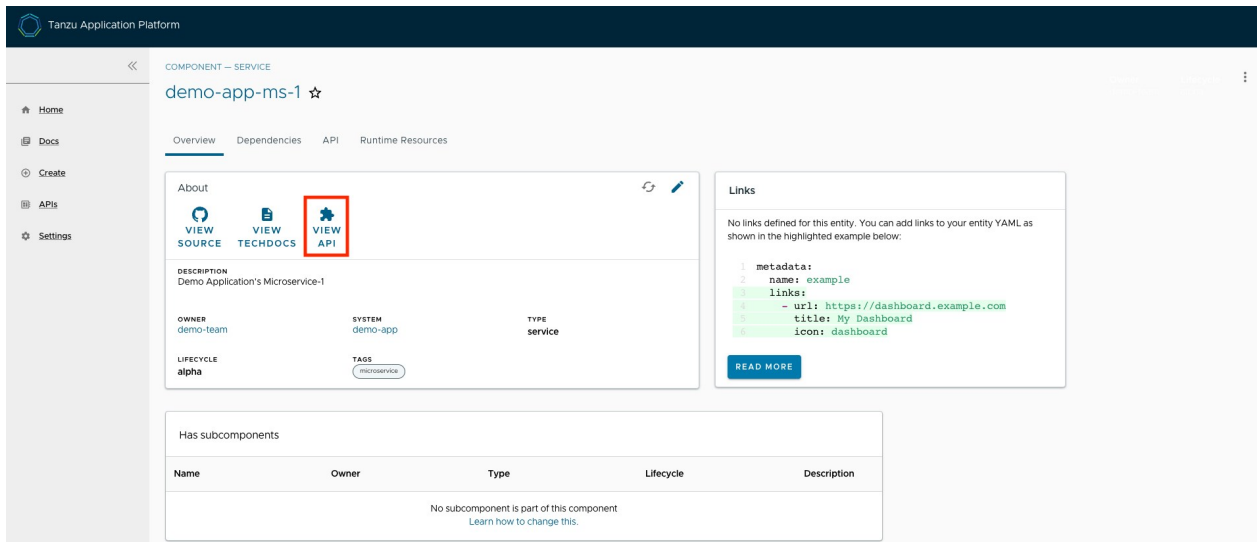 Tanzu Application Platform
Home
Docs
Create
APIs
Settings
COMPONENT — SERVICE
demo-app-ms-1
Overview Dependencies API Runtime Resources
About
VIEW SOURCE
VIEW TECHDOCS
VIEW API
DESCRIPTION
Demo Application's Microservice-1
OWNER
demo-team
SYSTEM
demo-app
TYPE
service
LIFECYCLE
alpha
TAGS
microservice
Links
No links defined for this entity. You can add links to your entity YAML as
shown in the highlighted example below:
1 metadata:
2 name: example
3 links:
4 - url: https://dashboard.example.com
5 title: My Dashboard
6 icon: dashboard
READ MORE
Has subcomponents
Name Owner Type Lifecycle Description
No subcomponent is part of this component
Learn how to change this.